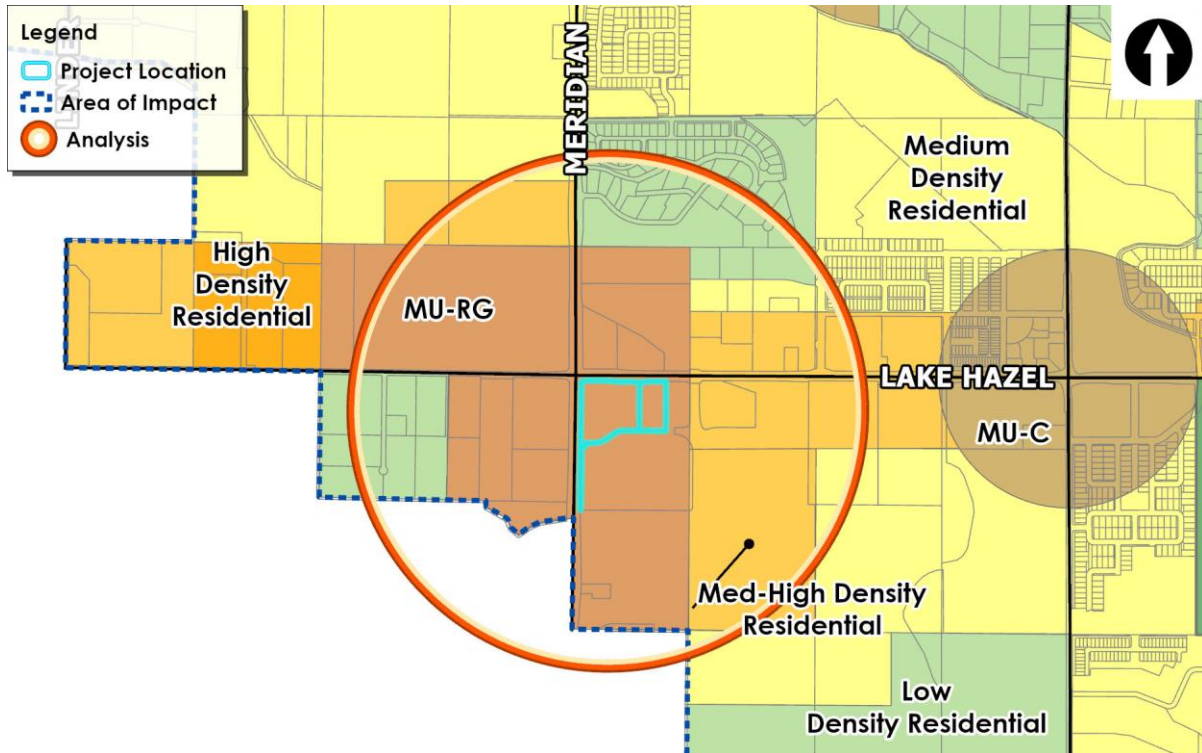 Legend
Project Location
Area of Impact
Analysis
LINDER
MERIDIAN
Medium
Density
Residential
High
Density
Residential
MU-RG
LAKE HAZEL
MU-C
Med-High Density
Residential
Low
Density Residential